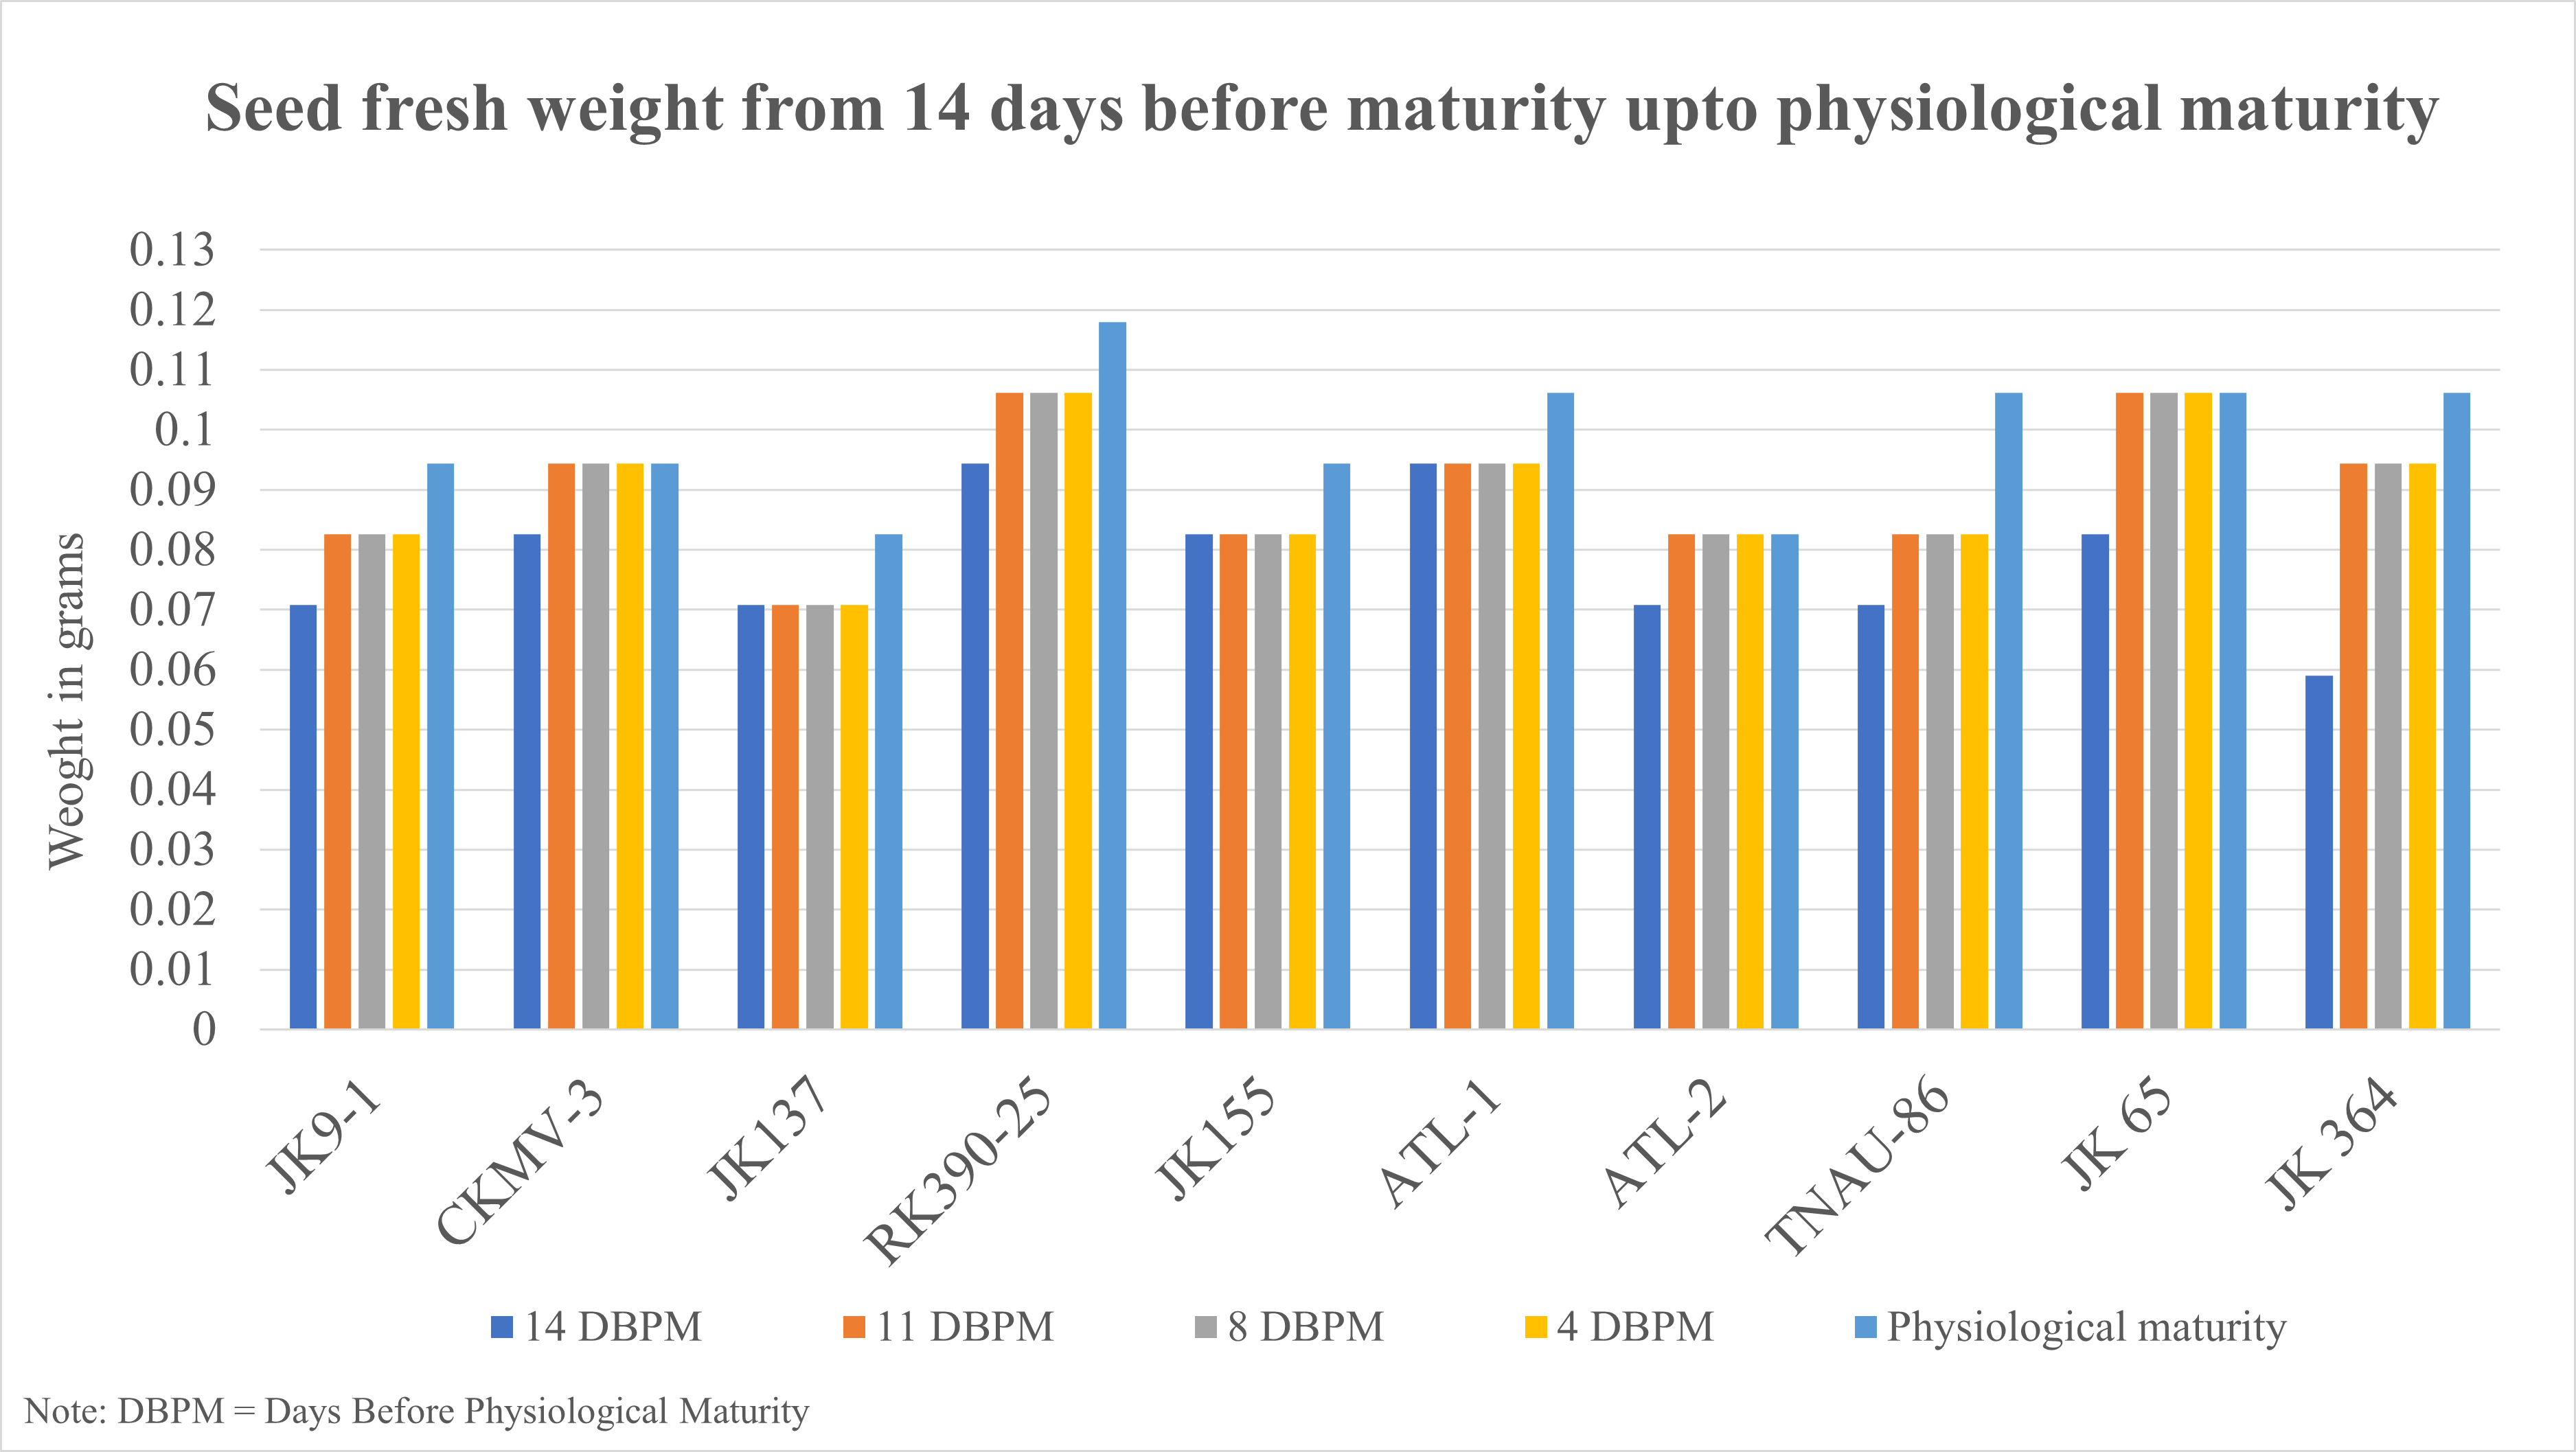 Seed fresh weight from 14 days before maturity upto physiological maturity
Weoght in grams
0.13
0.12
0.11
0.1
0.09
0.08
0.07
0.06
0.05
0.04
0.03
0.02
0.01
0
JK9-1
CKMV-3
JK137
RK390-25
JK155
ATL-1
ATL-2
TNAU-86
JK 65
JK 364
14 DBPM
11 DBPM
8 DBPM
4 DBPM
Physiological maturity
Note: DBPM = Days Before Physiological Maturity